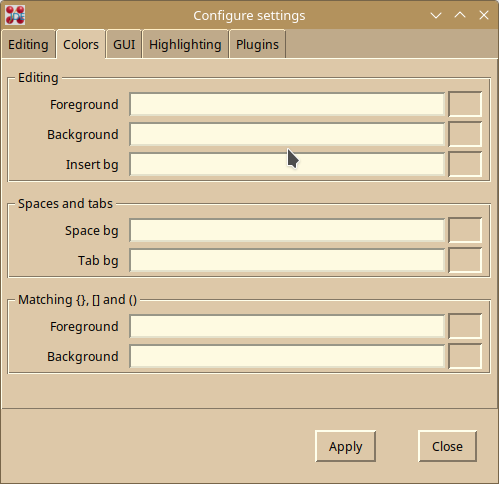 Configure settings
Editing Colors GUI Highlighting Plugins
Editing
Foreground
Background
Insert bg
Spaces and tabs
Space bg
Tab bg
Matching {}, [] and ()
Foreground
Background
Apply Close